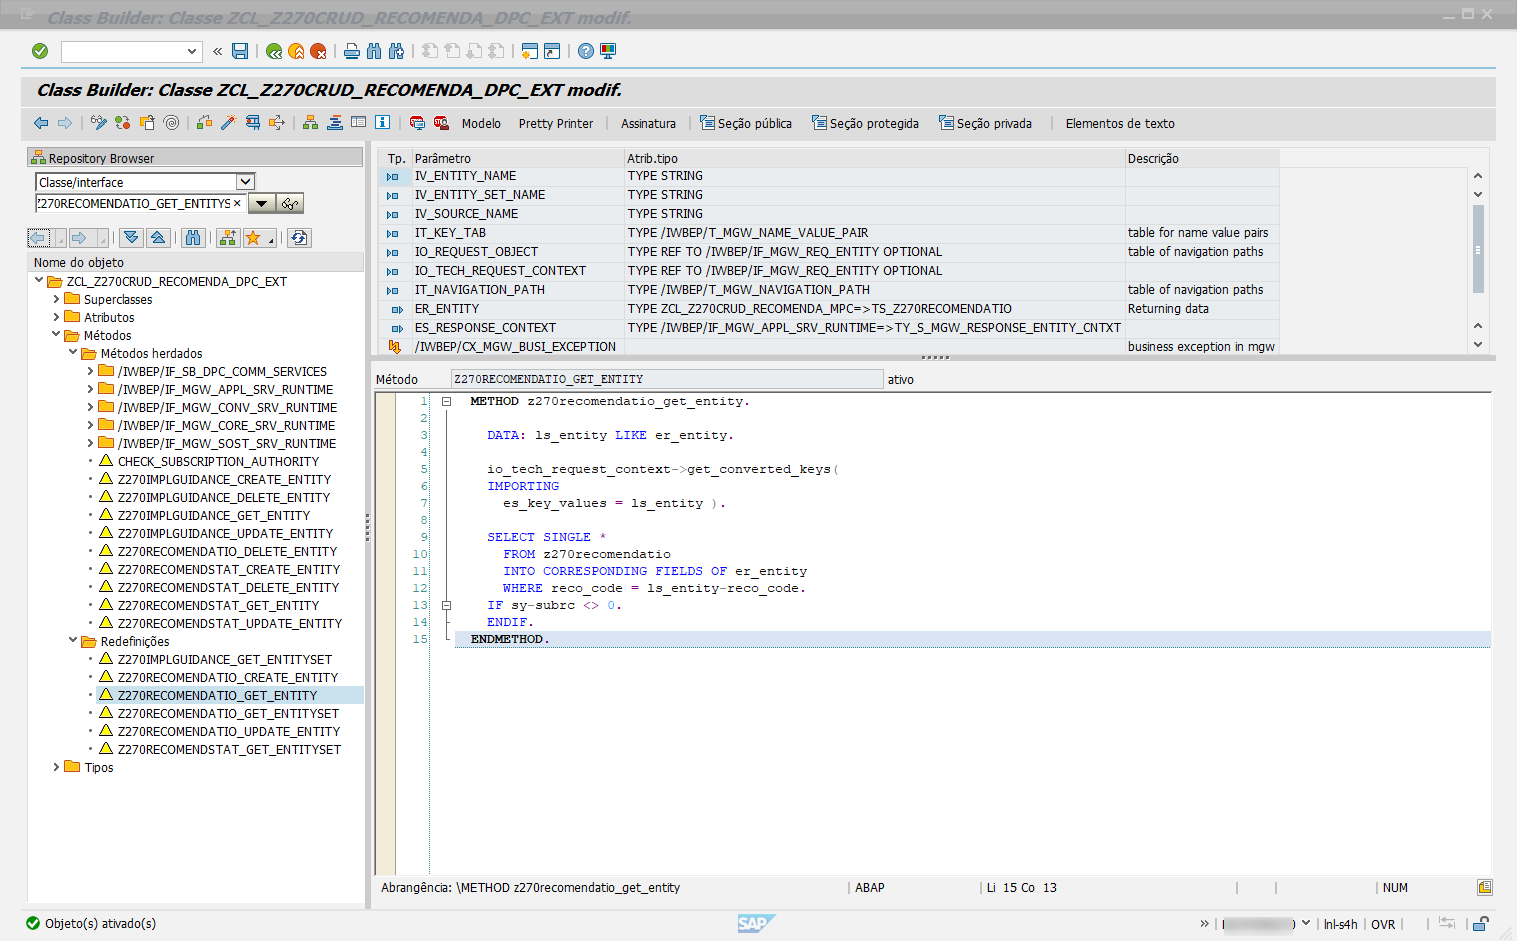 Class Builder: Classe ZCL_Z270CRUD_RECOMENDA_DPC_EXT modif.
Class Builder: Classe ZCL_Z270CRUD_RECOMENDA_DPC_EXT modif.
Modelo Pretty Printer Assinatura Seção pública Seção protegida Seção privada Elementos de texto
Repository Browser
Classe/interface
Z270RECOMENDATIO_GET_ENTITYS
Nome do objeto
ZCL_Z270CRUD_RECOMENDA_DPC_EXT
Superclasses
Atributos
Métodos
Métodos herdados
/IWBEP/IF_SB_DPC_COMM_SERVICES
/IWBEP/IF_MGW_APPL_SRV_RUNTIME
/IWBEP/IF_MGW_CONV_SRV_RUNTIME
/IWBEP/IF_MGW_CORE_SRV_RUNTIME
/IWBEP/IF_MGW_SOST_SRV_RUNTIME
CHECK_SUBSCRIPTION_AUTHORITY
Z270IMPLGUIDANCE_CREATE_ENTITY
Z270IMPLGUIDANCE_DELETE_ENTITY
Z270IMPLGUIDANCE_GET_ENTITY
Z270IMPLGUIDANCE_UPDATE_ENTITY
Z270RECOMENDATIO_DELETE_ENTITY
Z270RECOMENDSTAT_CREATE_ENTITY
Z270RECOMENDSTAT_DELETE_ENTITY
Z270RECOMENDSTAT_GET_ENTITY
Z270RECOMENDSTAT_UPDATE_ENTITY
Redefinições
Z270IMPLGUIDANCE_GET_ENTITYSET
Z270RECOMENDATIO_CREATE_ENTITY
Z270RECOMENDATIO_GET_ENTITY
Z270RECOMENDATIO_GET_ENTITYSET
Z270RECOMENDATIO_UPDATE_ENTITY
Z270RECOMENDSTAT_GET_ENTITYSET
Tipos
Tp. Parâmetro Atrib.tipo Descrição
IV_ENTITY_NAME TYPE STRING
IV_ENTITY_SET_NAME TYPE STRING
IV_SOURCE_NAME TYPE STRING
IT_KEY_TAB TYPE /IWBEP/T_MGW_NAME_VALUE_PAIR table for name value pairs
IO_REQUEST_OBJECT TYPE REF TO /IWBEP/IF_MGW_REQ_ENTITY OPTIONAL table of navigation paths
IO_TECH_REQUEST_CONTEXT TYPE REF TO /IWBEP/IF_MGW_REQ_ENTITY OPTIONAL
IT_NAVIGATION_PATH TYPE /IWBEP/T_MGW_NAVIGATION_PATH table of navigation paths
ER_ENTITY TYPE ZCL_Z270CRUD_RECOMENDA_MPC=>TS_Z270RECOMENDATIO Returning data
ES_RESPONSE_CONTEXT TYPE /IWBEP/IF_MGW_APPL_SRV_RUNTIME=>TY_S_MGW_RESPONSE_ENTITY_CNTXT
/IWBEP/CX_MGW_BUSI_EXCEPTION business exception in mgw
Método Z270RECOMENDATIO_GET_ENTITY ativo
1 METHOD z270recomendatio_get_entity.
2
3 DATA: ls_entity LIKE er_entity.
4
5 io_tech_request_context->get_converted_keys(
6 IMPORTING
7 es_key_values = ls_entity ).
8
9 SELECT SINGLE *
10 FROM z270recomendatio
11 INTO CORRESPONDING FIELDS OF er_entity
12 WHERE reco_code = ls_entity-reco_code.
13 IF sy-subrc <> 0.
14 ENDIF.
15 ENDMETHOD.
Abrangência: \METHOD z270recomendatio_get_entity ABAP Li 15 Co 13 NUM
Objeto(s) ativado(s) SAP lnl-s4h OVR